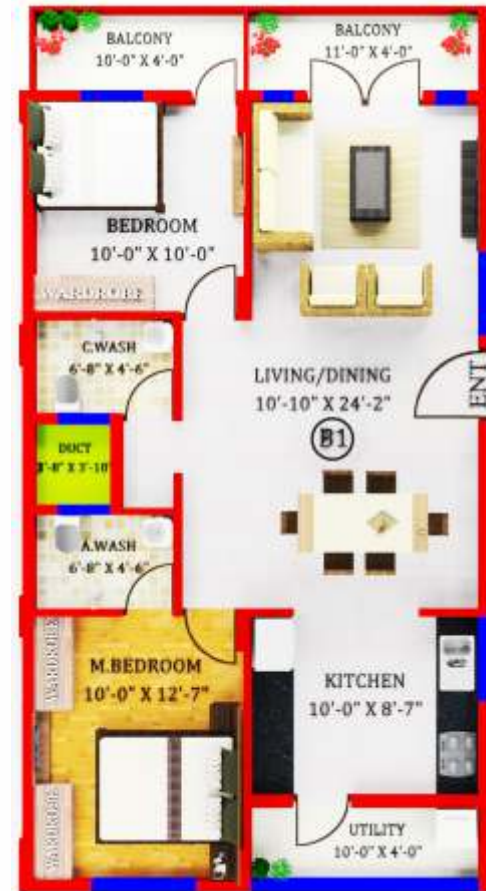 BALCONY
10'-0" X 4'-0"
BALCONY
11'-0" X 4'-0"
BEDROOM
10'-0" X 10'-0"
WARDROBE
C.WASH
6'-8" X 4'-6"
LIVING/DINING
10'-10" X 24'-2"
ENT
B1
DUCT
X 3'-10"
A.WASH
6'-8" X 4'-6"
WARDROBE
M.BEDROOM
10'-0" X 12'-7"
KITCHEN
10'-0" X 8'-7"
WARDROBE
UTILITY
10'-0" X 4'-0"